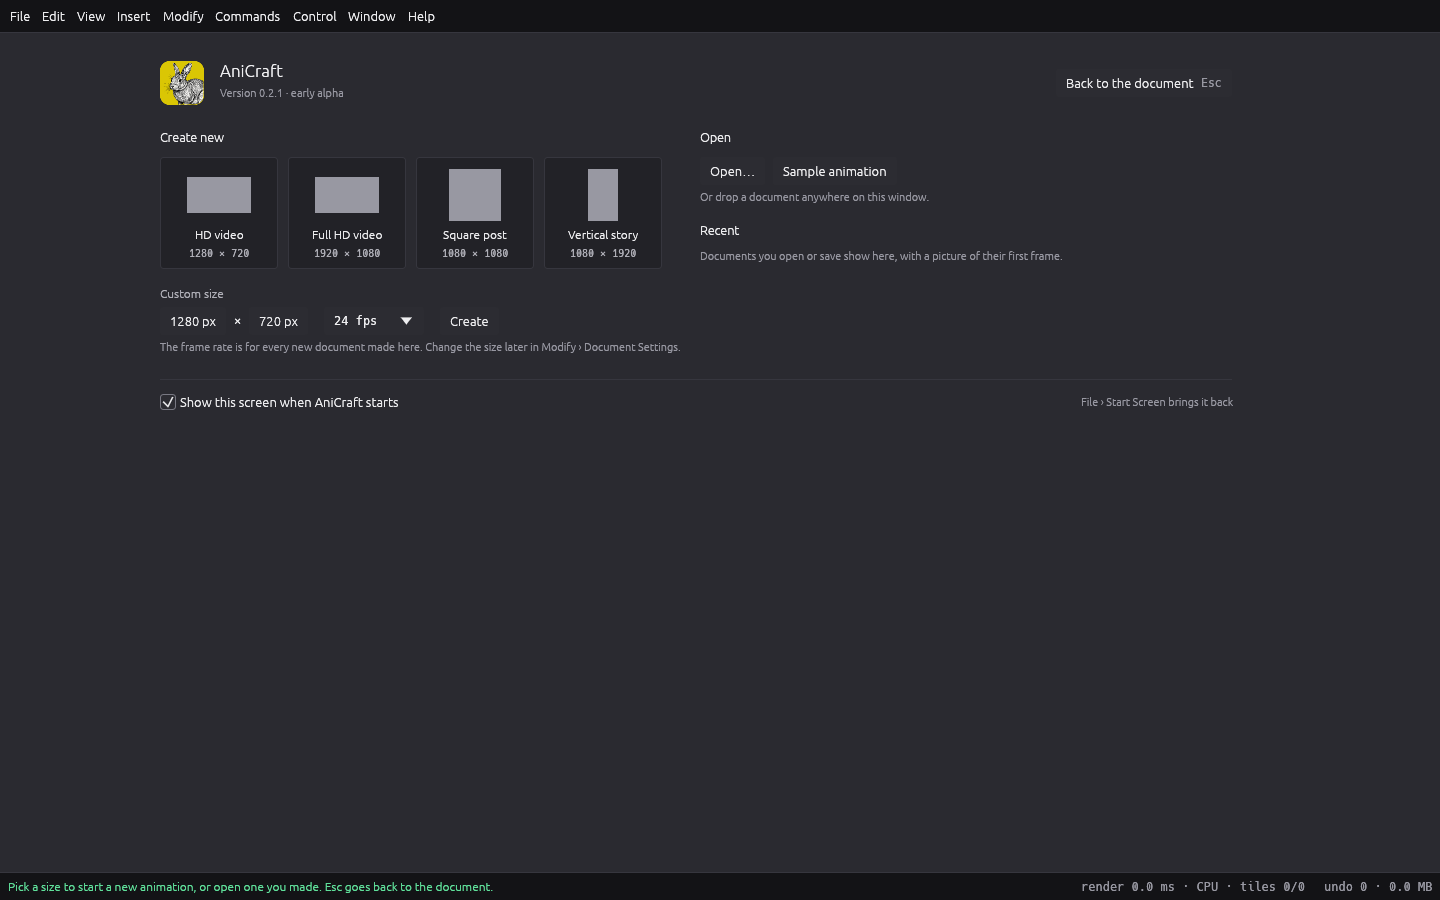 File Edit View Insert Modify Commands Control Window Help
AniCraft
Version 0.2.1 · early alpha
Back to the document Esc
Create new
HD video
1280 × 720
Full HD video
1920 × 1080
Square post
1080 × 1080
Vertical story
1080 × 1920
Open
Open… Sample animation
Or drop a document anywhere on this window.
Recent
Documents you open or save show here, with a picture of their first frame.
Custom size
1280 px × 720 px 24 fps Create
The frame rate is for every new document made here. Change the size later in Modify › Document Settings.
Show this screen when AniCraft starts
File › Start Screen brings it back
Pick a size to start a new animation, or open one you made. Esc goes back to the document.
render 0.0 ms · CPU · tiles 0/0 undo 0 · 0.0 MB